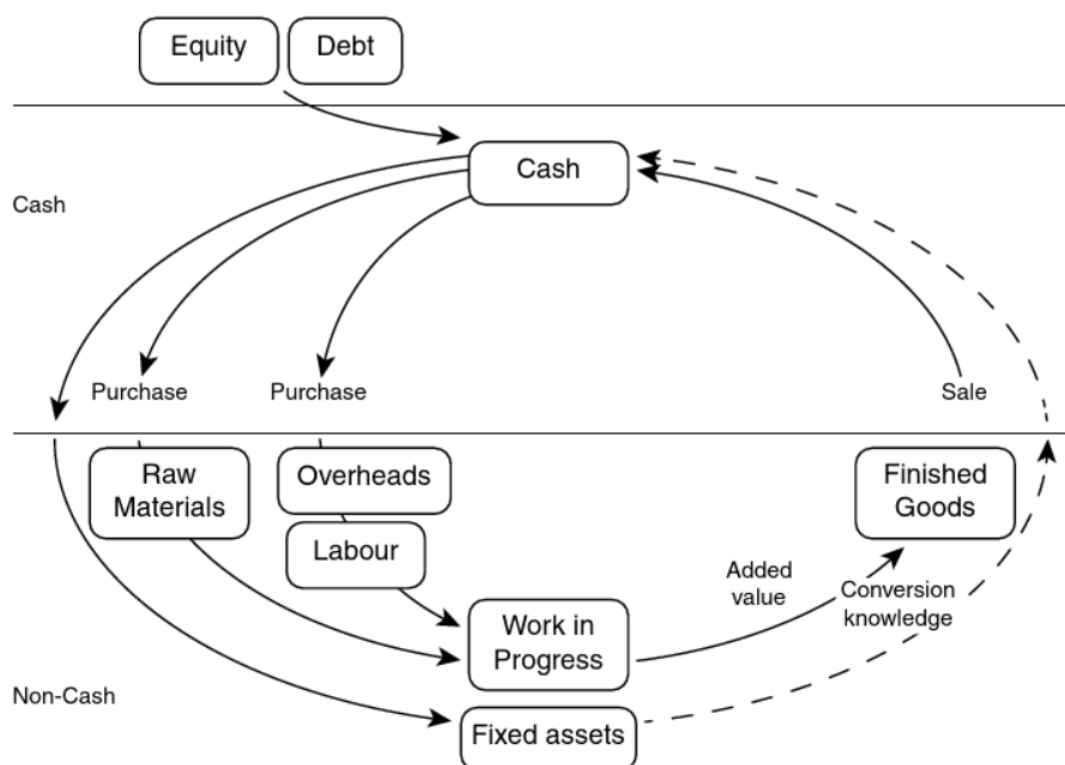 Equity
Debt
Cash
Cash
Purchase
Purchase
Sale
Raw
Materials
Overheads
Labour
Finished
Goods
Added
value
Conversion
knowledge
Work in
Progress
Non-Cash
Fixed assets